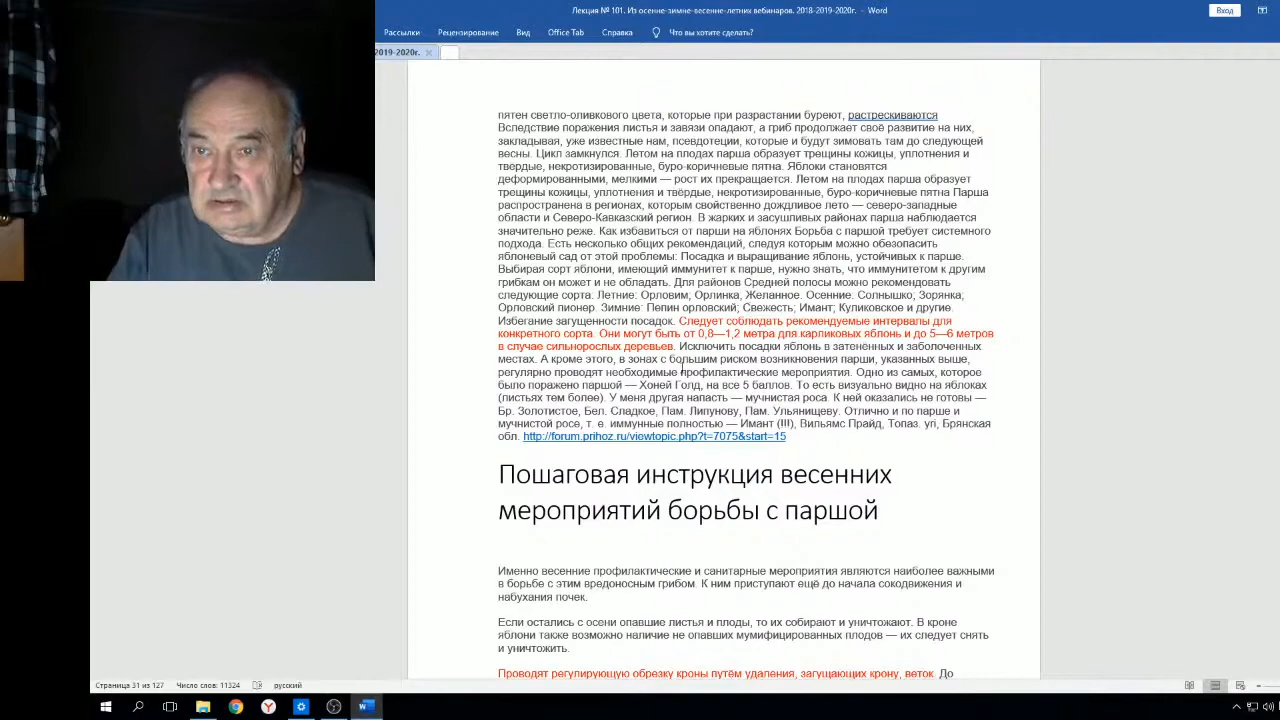 Лекция № 101. Из осенне-зимне-весенне-летних вебинаров. 2018-2019-2020г. - Word
Вход
Рассылки Рецензирование Вид Office Tab Справка Что вы хотите сделать?
2019-2020г.
пятен светло-оливкового цвета, которые при разрастании буреют, растрескиваются
Вследствие поражения листья и завязи опадают, а гриб продолжает своё развитие на них,
закладывая, уже известные нам, псевдотеции, которые и будут зимовать там до следующей
весны. Цикл замкнулся. Летом на плодах парша образует трещины кожицы, уплотнения и
твердые, некротизированные, буро-коричневые пятна. Яблоки становятся
деформированными, мелкими — рост их прекращается. Летом на плодах парша образует
трещины кожицы, уплотнения и твёрдые, некротизированные, буро-коричневые пятна Парша
распространена в регионах, которым свойственно дождливое лето — северо-западные
области и Северо-Кавказский регион. В жарких и засушливых районах парша наблюдается
значительно реже. Как избавиться от парши на яблонях Борьба с паршой требует системного
подхода. Есть несколько общих рекомендаций, следуя которым можно обезопасить
яблоневый сад от этой проблемы: Посадка и выращивание яблонь, устойчивых к парше.
Выбирая сорт яблони, имеющий иммунитет к парше, нужно знать, что иммунитетом к другим
грибкам он может и не обладать. Для районов Средней полосы можно рекомендовать
следующие сорта. Летние: Орловим; Орлинка, Желанное. Осенние: Солнышко; Зорянка;
Орловский пионер. Зимние: Пепин орловский; Свежесть; Имант; Куликовское и другие.
Избегание загущенности посадок. Следует соблюдать рекомендуемые интервалы для
конкретного сорта. Они могут быть от 0,8—1,2 метра для карликовых яблонь и до 5—6 метров
в случае сильнорослых деревьев. Исключить посадки яблонь в затенённых и заболоченных
местах. А кроме этого, в зонах с большим риском возникновения парши, указанных выше,
регулярно проводят необходимые профилактические мероприятия. Одно из самых, которое
было поражено паршой — Хоней Голд, на все 5 баллов. То есть визуально видно на яблоках
(листьях тем более). У меня другая напасть — мучнистая роса. К ней оказались не готовы —
Бр. Золотистое, Бел. Сладкое, Пам. Липунову, Пам. Ульянищеву. Отлично и по парше и
мучнистой росе, т. е. иммунные полностью — Имант (!!!), Вильямс Прайд, Топаз. yri, Брянская
обл. http://forum.prihoz.ru/viewtopic.php?t=7075&start=15
Пошаговая инструкция весенних
мероприятий борьбы с паршой
Именно весенние профилактические и санитарные мероприятия являются наиболее важными
в борьбе с этим вредоносным грибом. К ним приступают ещё до начала сокодвижения и
набухания почек.
Если остались с осени опавшие листья и плоды, то их собирают и уничтожают. В кроне
яблони также возможно наличие не опавших мумифицированных плодов — их следует снять
и уничтожить.
Проводят регулирующую обрезку кроны путём удаления, загущающих крону, веток. До
Страница 31 из 127 Число слов: 11324 русский